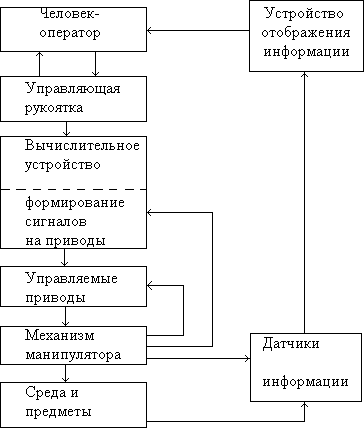 Человек-
оператор
Устройство
отображения
информации
Управляющая
рукоятка
Вычислительное
устройство
формирование
сигналов
на приводы
Управляемые
приводы
Механизм
манипулятора
Датчики
информации
Среда и
предметы